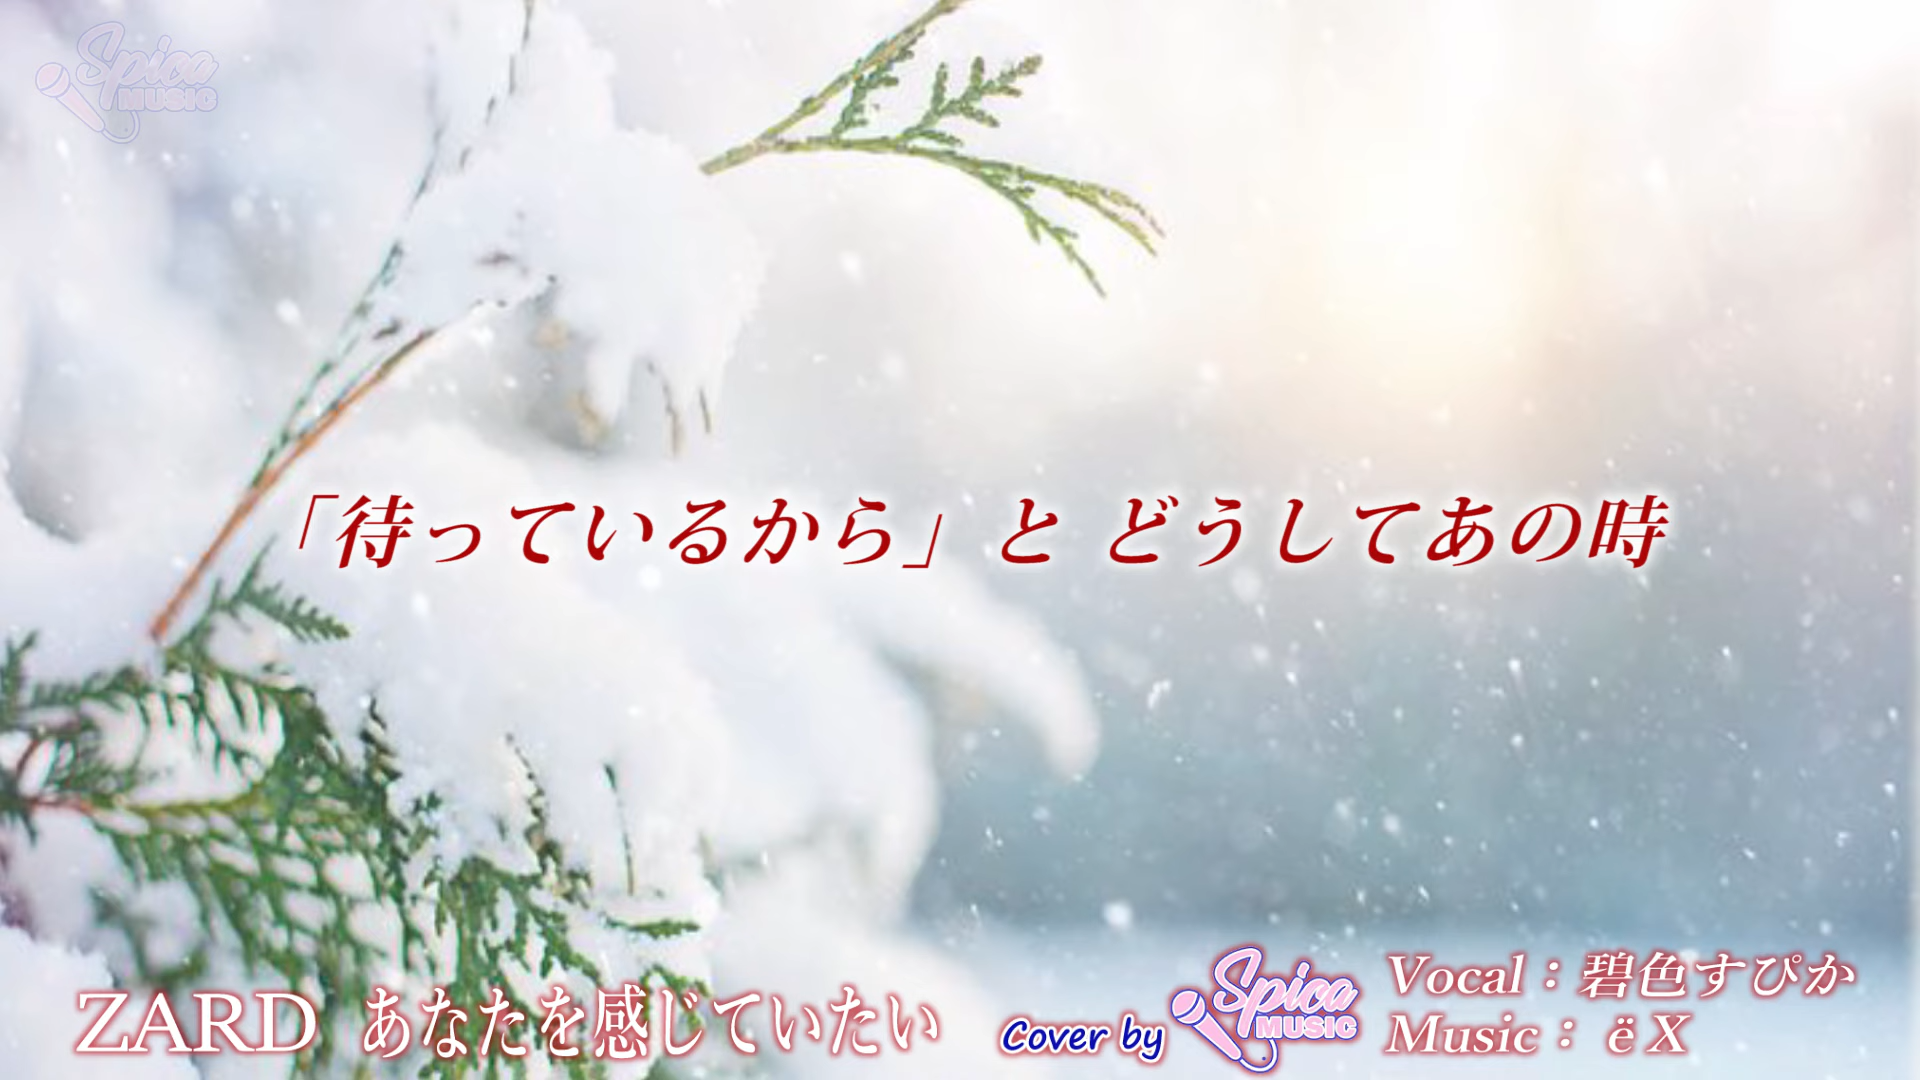 Spica
MUSIC
「待っているから」と どうしてあの時
ZARD あなたを感じていたい
Cover by
Spica
MUSIC
Vocal：碧色すぴか
Music： ëX